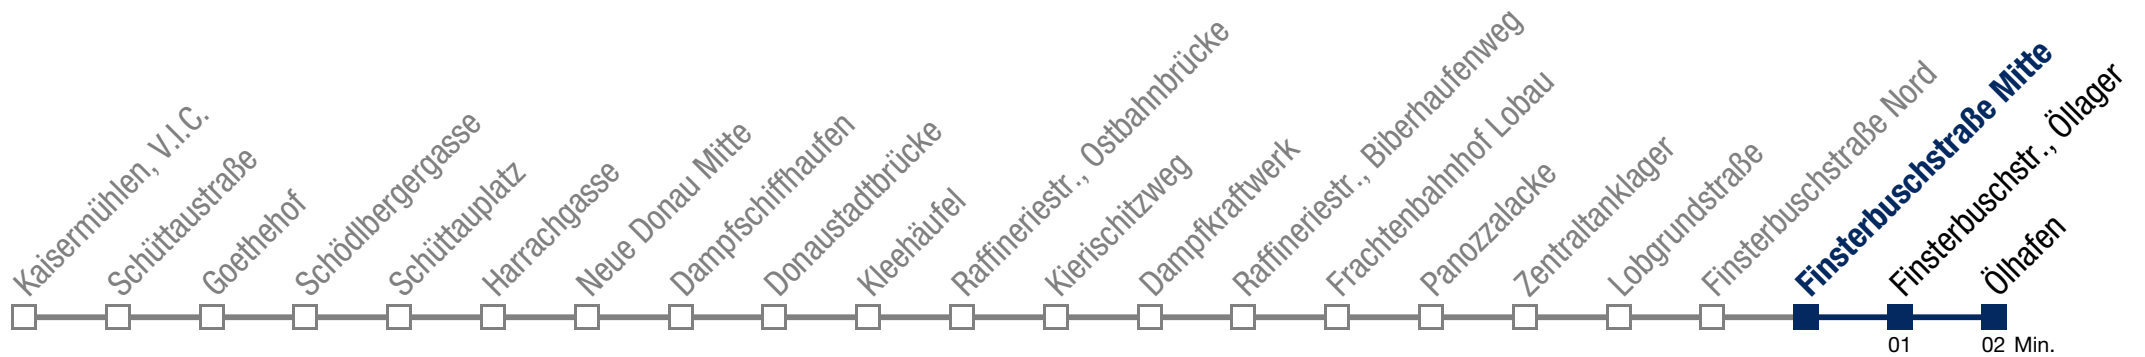 Kaisermühlen, V.I.C.
Schüttaustraße
Goethehof
Schödlbergergasse
Schüttauplatz
Harrachgasse
Neue Donau Mitte
Dampfschiffhaufen
Donaustadtbrücke
Kleehäufel
Raffineriestr., Ostbahnbrücke
Kierischitzweg
Dampfkraftwerk
Raffineriestr., Biberhaufenweg
Frachtenbahnhof Lobau
Panozzalacke
Zentraltanklager
Lobgrundstraße
Finsterbuschstraße Nord
Finsterbuschstraße Mitte
Finsterbuschstr., Öllager
Ölhafen
01 02 Min.